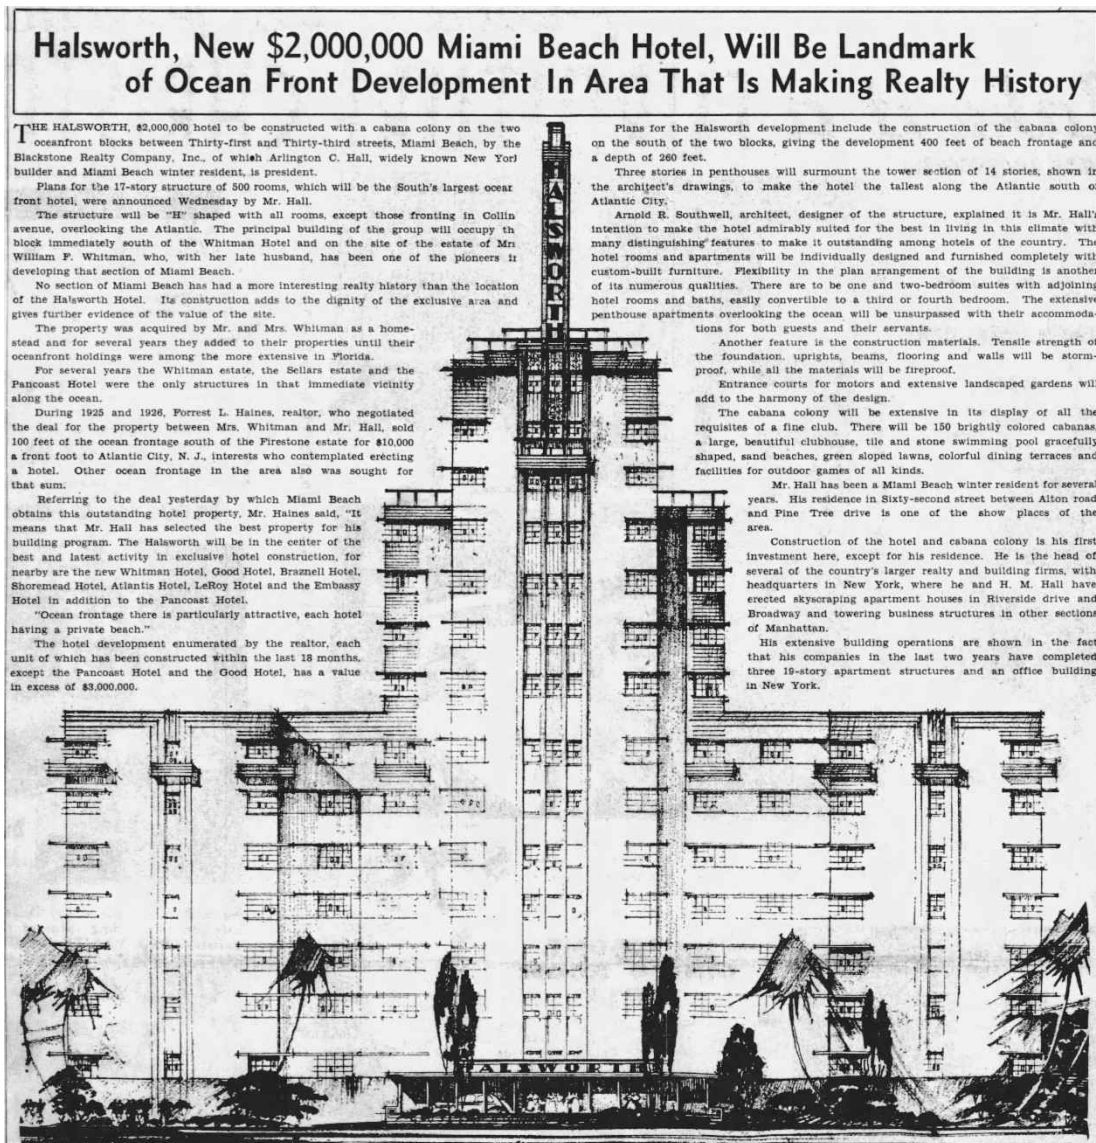 Halsworth, New $2,000,000 Miami Beach Hotel, Will Be Landmark
of Ocean Front Development In Area That Is Making Realty History
THE HALSWORTH, $2,000,000 hotel to be constructed with a cabana colony on the two
oceanfront blocks between Thirty-first and Thirty-third streets, Miami Beach, by the
Blackstone Realty Company, Inc., of which Arlington C. Hall, widely known New York
builder and Miami Beach winter resident, is president.
Plans for the 17-story structure of 500 rooms, which will be the South's largest ocean
front hotel, were announced Wednesday by Mr. Hall.
The structure will be "H" shaped with all rooms, except those fronting in Collin
avenue, overlooking the Atlantic. The principal building of the group will occupy th
block immediately south of the Whitman Hotel and on the site of the estate of Mrs
William F. Whitman, who, with her late husband, has been one of the pioneers in
developing that section of Miami Beach.
No section of Miami Beach has had a more interesting realty history than the location
of the Halsworth Hotel. Its construction adds to the dignity of the exclusive area and
gives further evidence of the value of the site.
The property was acquired by Mr. and Mrs. Whitman as a home-
stead and for several years they added to their properties until their
oceanfront holdings were among the more extensive in Florida.
For several years the Whitman estate, the Sellars estate and the
Pancoast Hotel were the only structures in that immediate vicinity
along the ocean.
During 1925 and 1926, Forrest L. Haines, realtor, who negotiated
the deal for the property between Mrs. Whitman and Mr. Hall, sold
100 feet of the ocean frontage south of the Firestone estate for $10,000
a front foot to Atlantic City, N. J., interests who contemplated erecting
a hotel. Other ocean frontage in the area also was sought for
that sum.
Referring to the deal yesterday by which Miami Beach
obtains this outstanding hotel property, Mr. Haines said, "It
means that Mr. Hall has selected the best property for his
building program. The Halsworth will be in the center of the
best and latest activity in exclusive hotel construction, for
nearby are the new Whitman Hotel, Good Hotel, Braznell Hotel,
Shoremead Hotel, Atlantis Hotel, LeRoy Hotel and the Embassy
Hotel in addition to the Pancoast Hotel.
"Ocean frontage there is particularly attractive, each hotel
having a private beach."
The hotel development enumerated by the realtor, each
unit of which has been constructed within the last 18 months,
except the Pancoast Hotel and the Good Hotel, has a value
in excess of $3,000,000.
Plans for the Halsworth development include the construction of the cabana colony
on the south of the two blocks, giving the development 400 feet of beach frontage and
a depth of 260 feet.
Three stories in penthouses will surmount the tower section of 14 stories, shown in
the architect's drawings, to make the hotel the tallest along the Atlantic south of
Atlantic City.
Arnold R. Southwell, architect, designer of the structure, explained it is Mr. Hall's
intention to make the hotel admirably suited for the best in living in this climate with
many distinguishing features to make it outstanding among hotels of the country. The
hotel rooms and apartments will be individually designed and furnished completely with
custom-built furniture. Flexibility in the plan arrangement of the building is another
of its numerous qualities. There are to be one and two-bedroom suites with adjoining
hotel rooms and baths, easily convertible to a third or fourth bedroom. The extensive
penthouse apartments overlooking the ocean will be unsurpassed with their accommoda-
tions for both guests and their servants.
Another feature is the construction materials. Tensile strength of
the foundation, uprights, beams, flooring and walls will be storm-
proof, while all the materials will be fireproof.
Entrance courts for motors and extensive landscaped gardens will
add to the harmony of the design.
The cabana colony will be extensive in its display of all the
requisites of a fine club. There will be 150 brightly colored cabanas,
a large, beautiful clubhouse, tile and stone swimming pool gracefully
shaped, sand beaches, green sloped lawns, colorful dining terraces and
facilities for outdoor games of all kinds.
Mr. Hall has been a Miami Beach winter resident for several
years. His residence in Sixty-second street between Alton road
and Pine Tree drive is one of the show places of the
area.
Construction of the hotel and cabana colony is his first
investment here, except for his residence. He is the head of
several of the country's larger realty and building firms, with
headquarters in New York, where he and H. M. Hall have
erected skyscraping apartment houses in Riverside drive and
Broadway and towering business structures in other sections
of Manhattan.
His extensive building operations are shown in the fact
that his companies in the last two years have completed
three 19-story apartment structures and an office building
in New York.
HALSWORTH
HALSWORTH